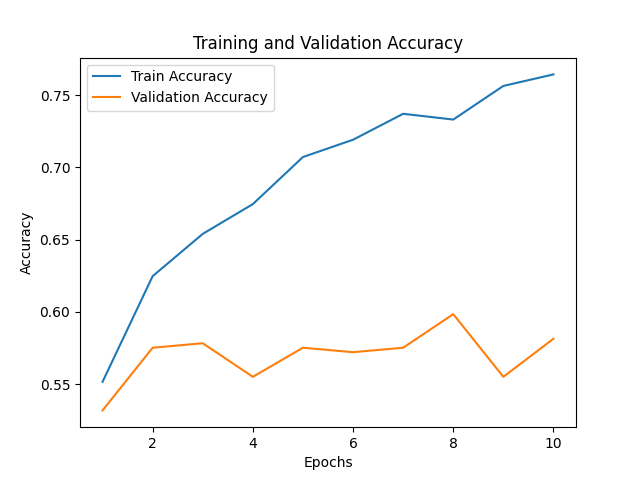 Training and Validation Accuracy
Train Accuracy
Validation Accuracy
0.75
0.70
0.65
0.60
0.55
Accuracy
2
4
6
8
10
Epochs